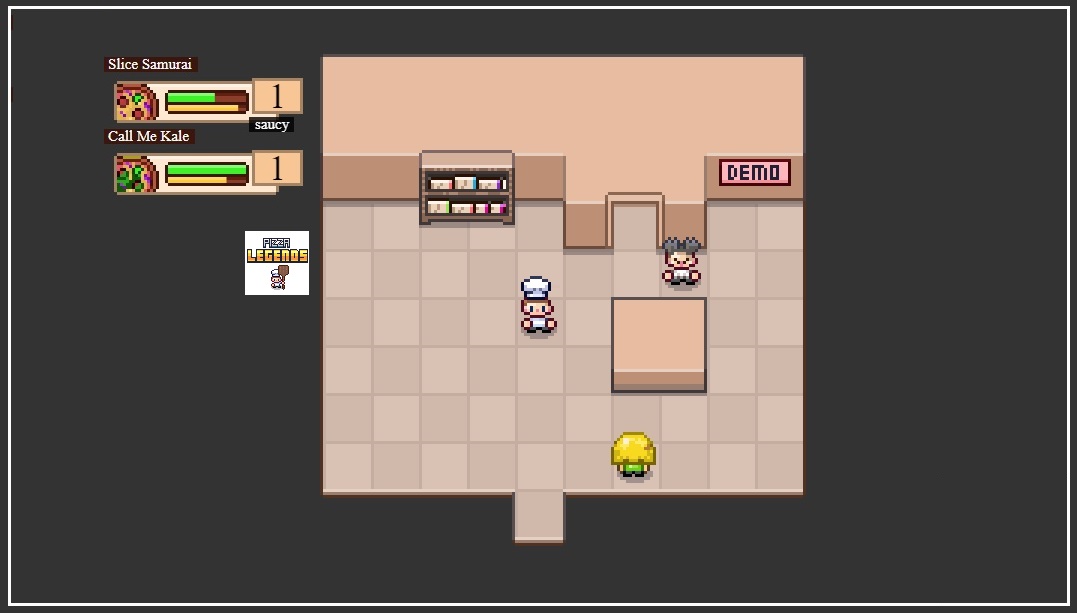 Slice Samurai
1
saucy
Call Me Kale
1
PIZZA
LEGENDS
DEMO